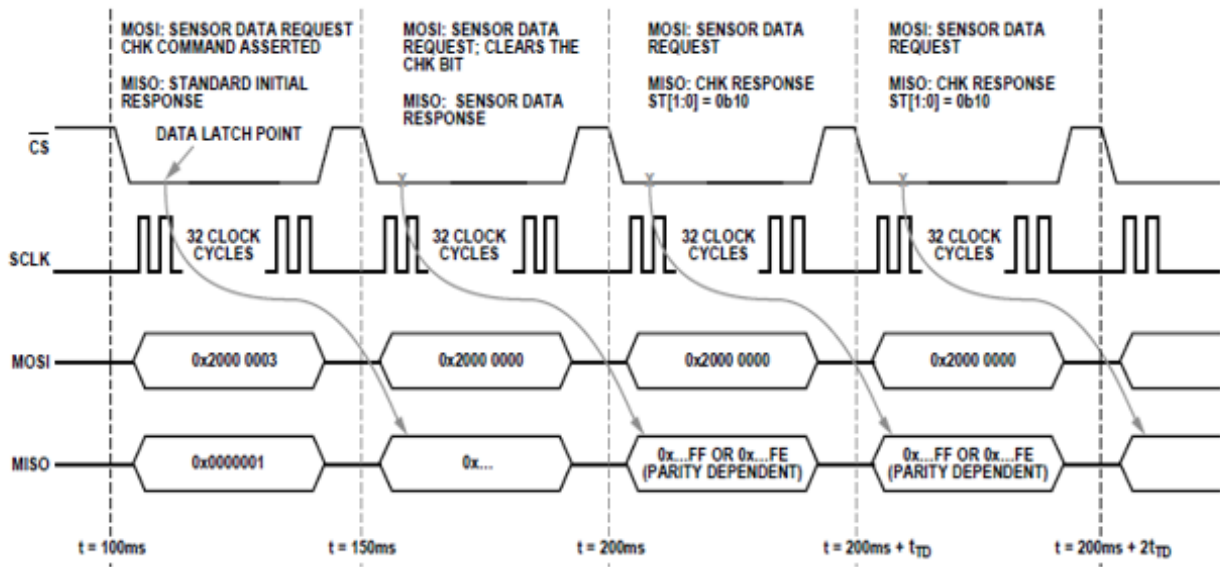 MOSI: SENSOR DATA REQUEST
CHK COMMAND ASSERTED
MISO: STANDARD INITIAL
RESPONSE
MOSI: SENSOR DATA
REQUEST; CLEARS THE
CHK BIT
MISO: SENSOR DATA
RESPONSE
MOSI: SENSOR DATA
REQUEST
MISO: CHK RESPONSE
ST[1:0] = 0b10
MOSI: SENSOR DATA
REQUEST
MISO: CHK RESPONSE
ST[1:0] = 0b10
DATA LATCH POINT
CS
SCLK
32 CLOCK
CYCLES
32 CLOCK
CYCLES
32 CLOCK
CYCLES
32 CLOCK
CYCLES
MOSI
0x2000 0003
0x2000 0000
0x2000 0000
0x2000 0000
MISO
0x0000001
0x...
0x...FF OR 0x...FE
(PARITY DEPENDENT)
0x...FF OR 0x...FE
(PARITY DEPENDENT)
t = 100ms
t = 150ms
t = 200ms
t = 200ms + tTD
t = 200ms + 2tTD